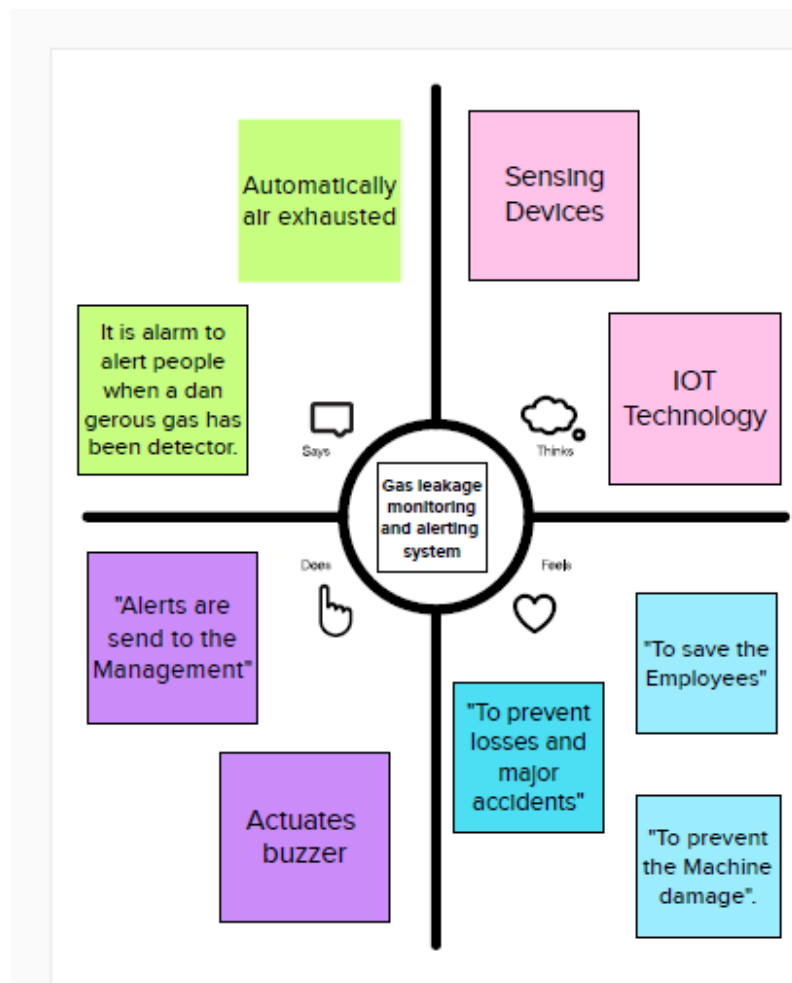 Automatically
air exhausted
It is alarm to
alert people
when a dan
gerous gas has
been detector.
Says
Sensing
Devices
IOT
Technology
Thinks
Gas leakage
monitoring
and alerting
system
Does
"Alerts are
send to the
Management"
Actuates
buzzer
Feels
"To save the
Employees"
"To prevent
losses and
major
accidents"
"To prevent
the Machine
damage".